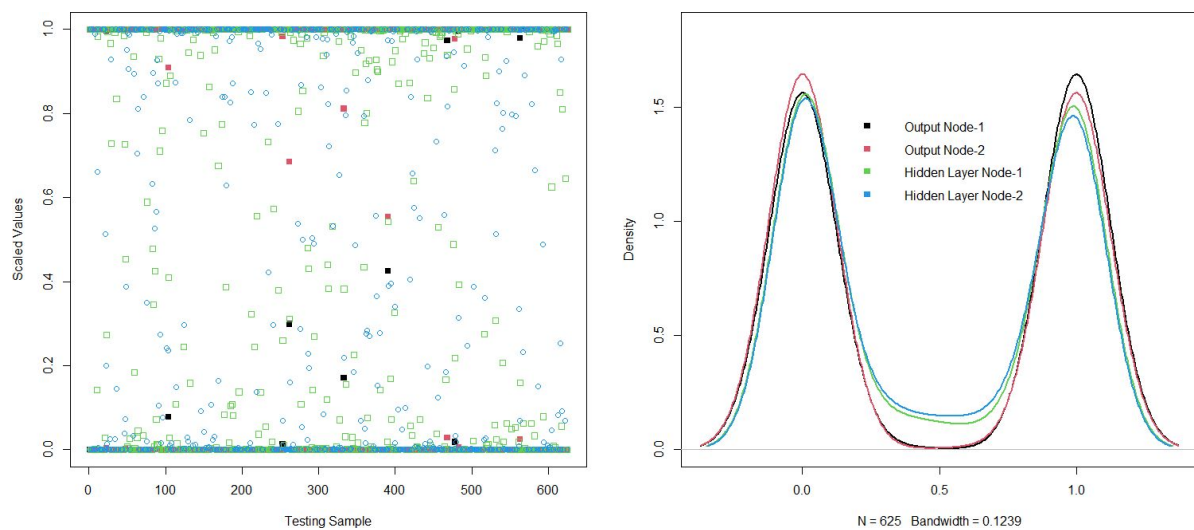 Scaled Values
1.0
0.8
0.6
0.4
0.2
0.0
0 100 200 300 400 500 600
Testing Sample
Density
1.5
1.0
0.5
0.0
Output Node-1
Output Node-2
Hidden Layer Node-1
Hidden Layer Node-2
0.0 0.5 1.0
N = 625 Bandwidth = 0.1239